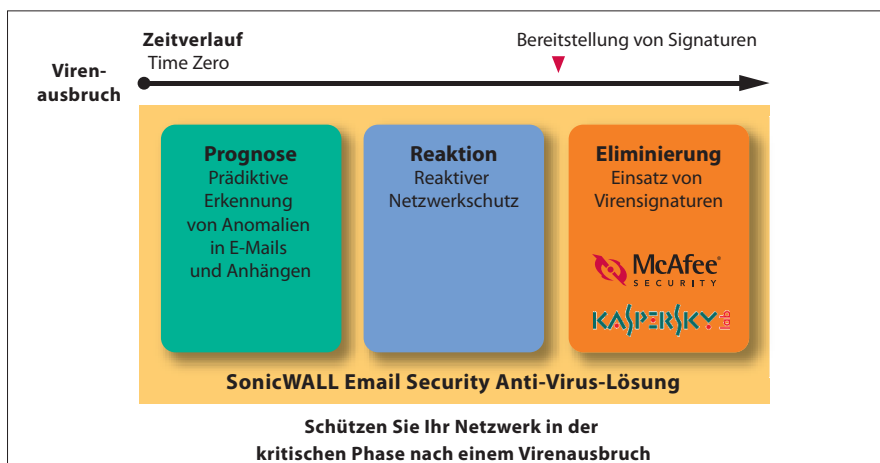 Zeitverlauf
Time Zero
Bereitstellung von Signaturen
Viren-
ausbruch
Prognose
Prädiktive
Erkennung
von Anomalien
in E-Mails
und Anhängen
Reaktion
Reaktiver
Netzwerkschutz
Eliminierung
Einsatz von
Virensignaturen
McAfee®
SECURITY
KASPERSKY lab
SonicWALL Email Security Anti-Virus-Lösung
Schützen Sie Ihr Netzwerk in der
kritischen Phase nach einem Virenausbruch